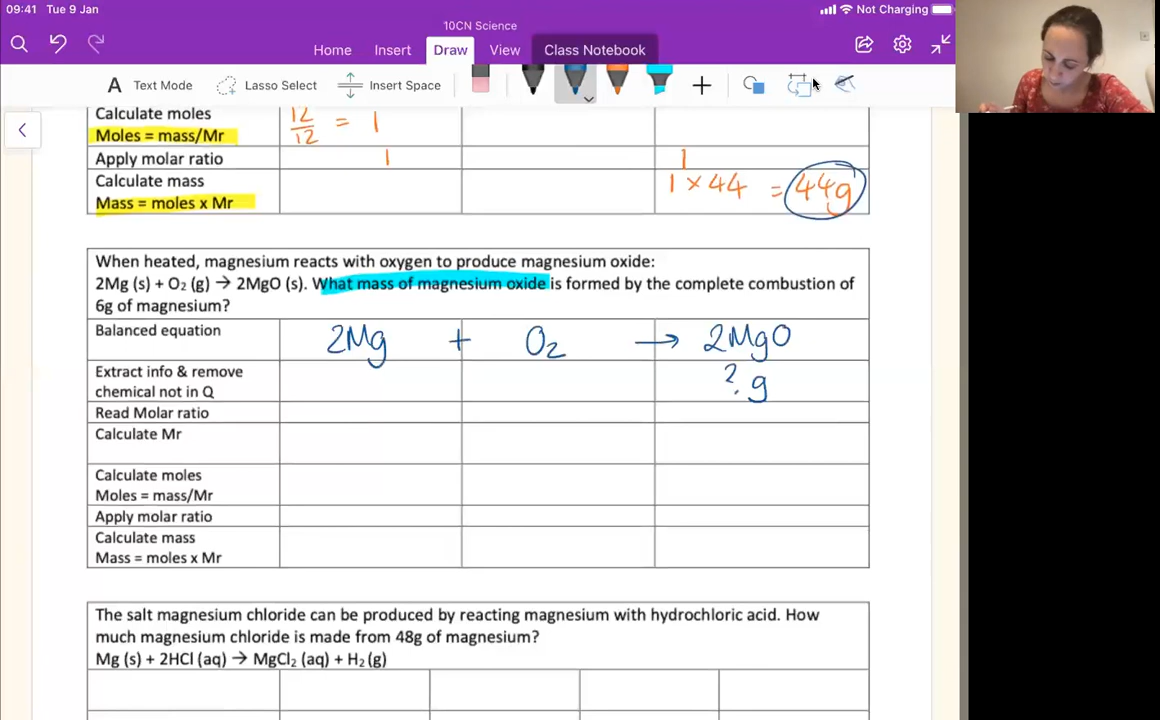 09:41 Tue 9 Jan
Not Charging
10CN Science
Home Insert Draw View Class Notebook
A Text Mode Lasso Select Insert Space
Calculate moles
Moles = mass/Mr
12/12 = 1
Apply molar ratio 1 1
Calculate mass
Mass = moles x Mr
1 × 44 = 44g
When heated, magnesium reacts with oxygen to produce magnesium oxide:
2Mg (s) + O₂ (g) → 2MgO (s). What mass of magnesium oxide is formed by the complete combustion of
6g of magnesium?
Balanced equation 2Mg + O₂ → 2MgO
Extract info & remove
chemical not in Q
? g
Read Molar ratio
Calculate Mr
Calculate moles
Moles = mass/Mr
Apply molar ratio
Calculate mass
Mass = moles x Mr
The salt magnesium chloride can be produced by reacting magnesium with hydrochloric acid. How
much magnesium chloride is made from 48g of magnesium?
Mg (s) + 2HCl (aq) → MgCl₂ (aq) + H₂ (g)